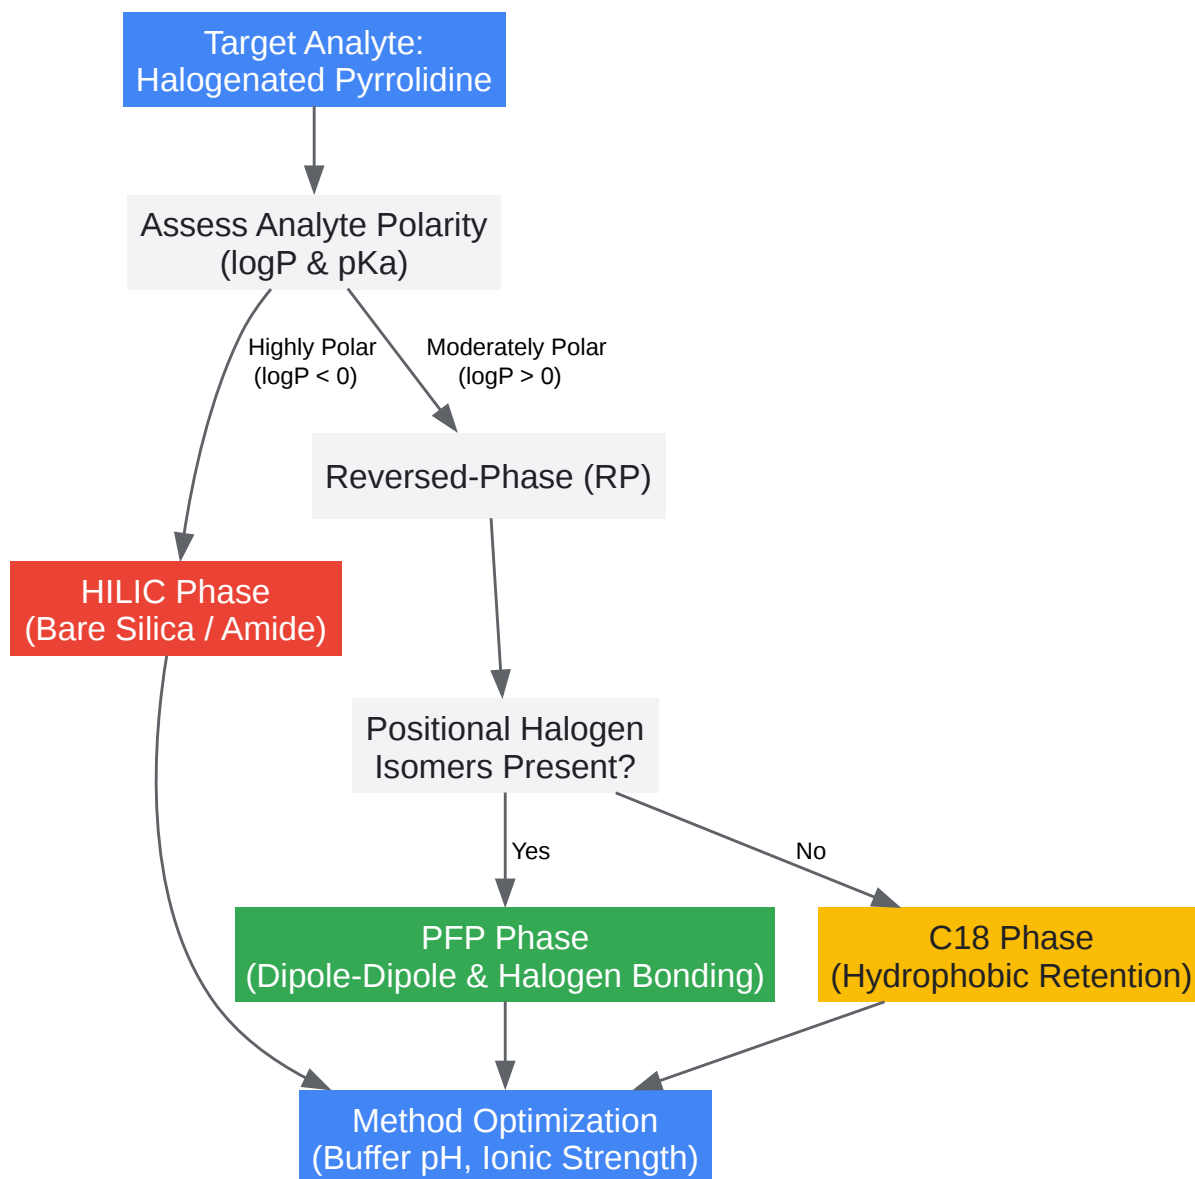 Target Analyte:
Halogenated Pyrrolidine
Assess Analyte Polarity
(logP & pKa)
Highly Polar
(logP < 0)
Moderately Polar
(logP > 0)
Reversed-Phase (RP)
HILIC Phase
(Bare Silica / Amide)
Positional Halogen
Isomers Present?
Yes
No
PFP Phase
(Dipole-Dipole & Halogen Bonding)
C18 Phase
(Hydrophobic Retention)
Method Optimization
(Buffer pH, Ionic Strength)